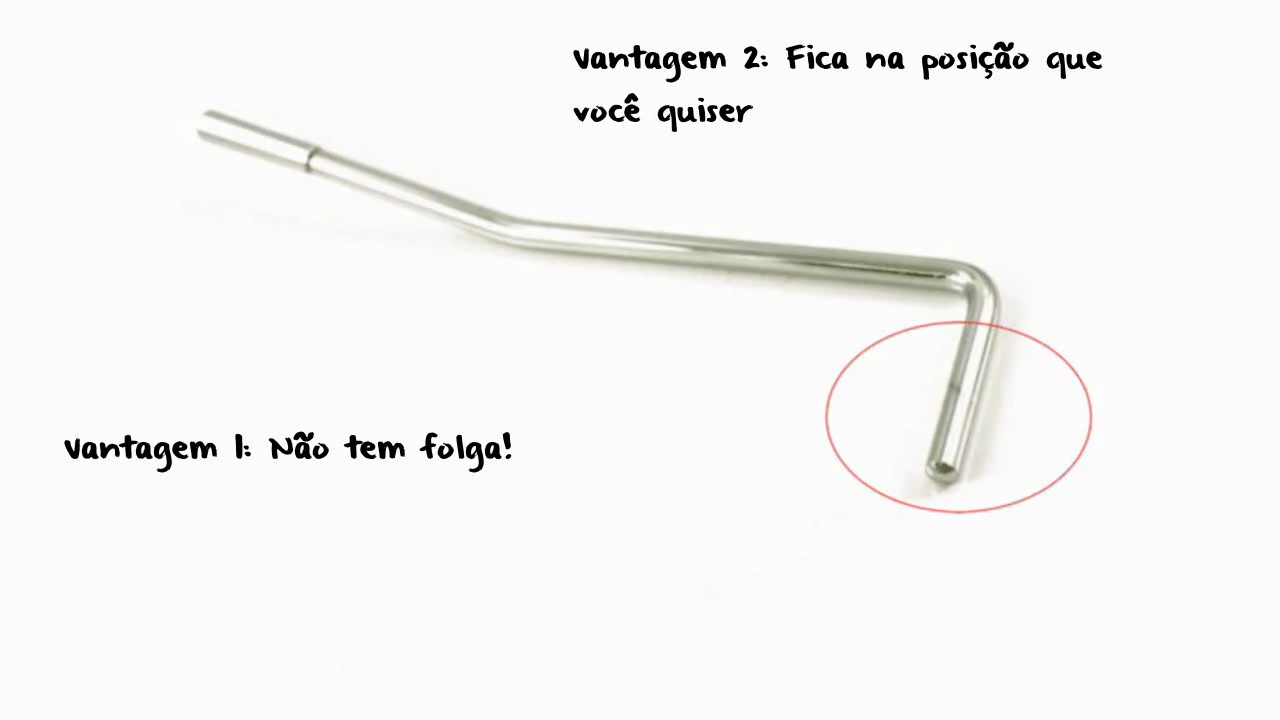 Vantagem 2: Fica na posição que
você quiser
Vantagem 1: Não tem folga!